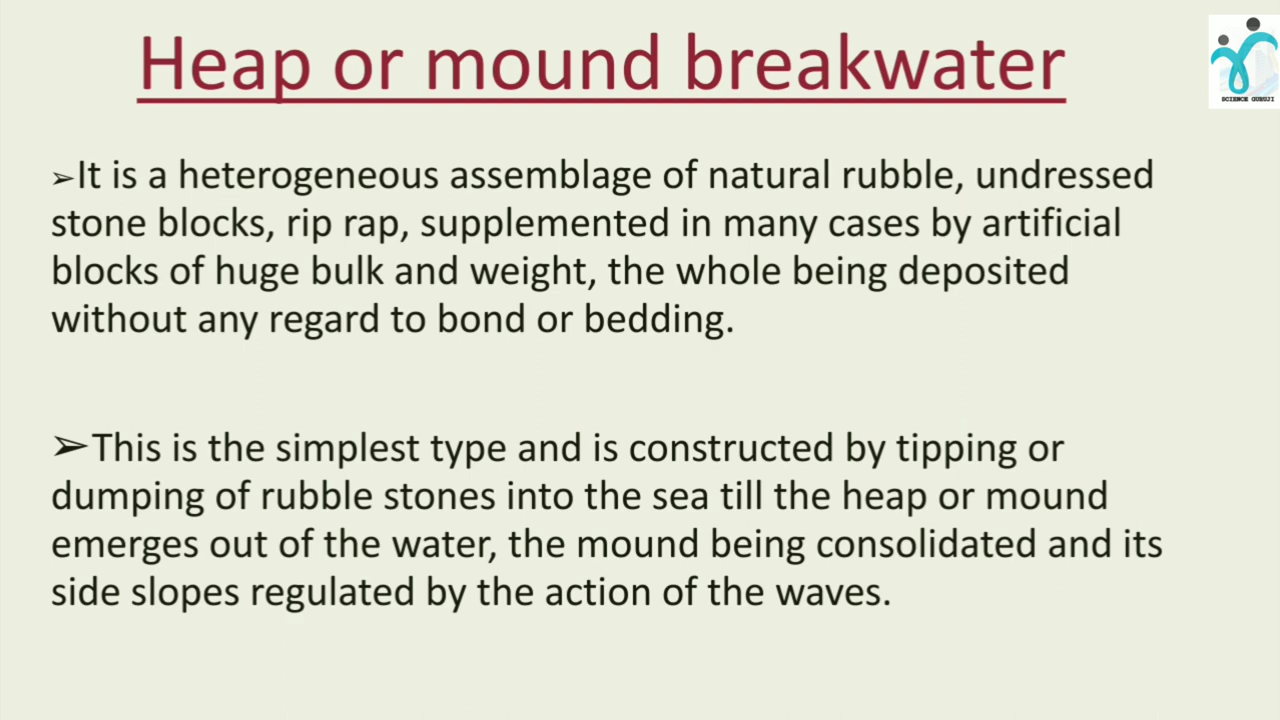 Heap or mound breakwater
SCIENCE GURUJI
➢It is a heterogeneous assemblage of natural rubble, undressed
stone blocks, rip rap, supplemented in many cases by artificial
blocks of huge bulk and weight, the whole being deposited
without any regard to bond or bedding.
➢This is the simplest type and is constructed by tipping or
dumping of rubble stones into the sea till the heap or mound
emerges out of the water, the mound being consolidated and its
side slopes regulated by the action of the waves.